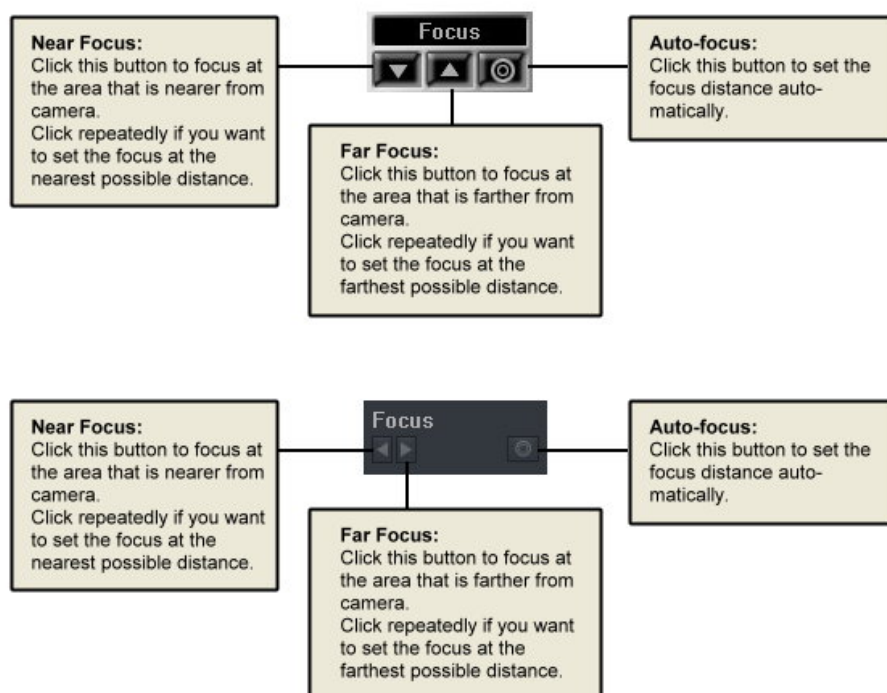 Near Focus:
Click this button to focus at
the area that is nearer from
camera.
Click repeatedly if you want
to set the focus at the
nearest possible distance.
Focus
Auto-focus:
Click this button to set the
focus distance auto-
matically.
Far Focus:
Click this button to focus at
the area that is farther from
camera.
Click repeatedly if you want
to set the focus at the
farthest possible distance.
Near Focus:
Click this button to focus at
the area that is nearer from
camera.
Click repeatedly if you want
to set the focus at the
nearest possible distance.
Focus
Auto-focus:
Click this button to set the
focus distance auto-
matically.
Far Focus:
Click this button to focus at
the area that is farther from
camera.
Click repeatedly if you want
to set the focus at the
farthest possible distance.